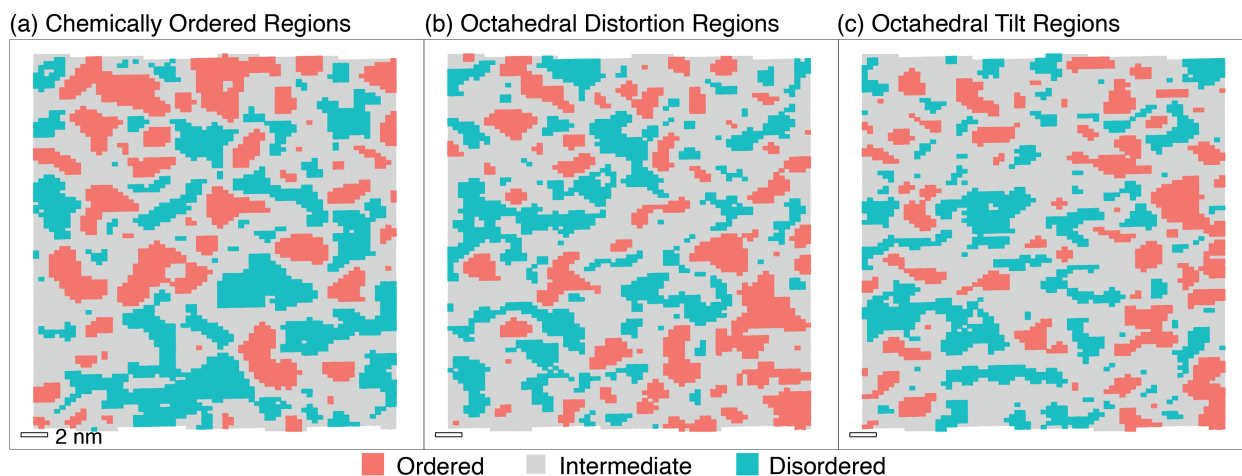 (a) Chemically Ordered Regions
(b) Octahedral Distortion Regions
(c) Octahedral Tilt Regions
2 nm
Ordered
Intermediate
Disordered